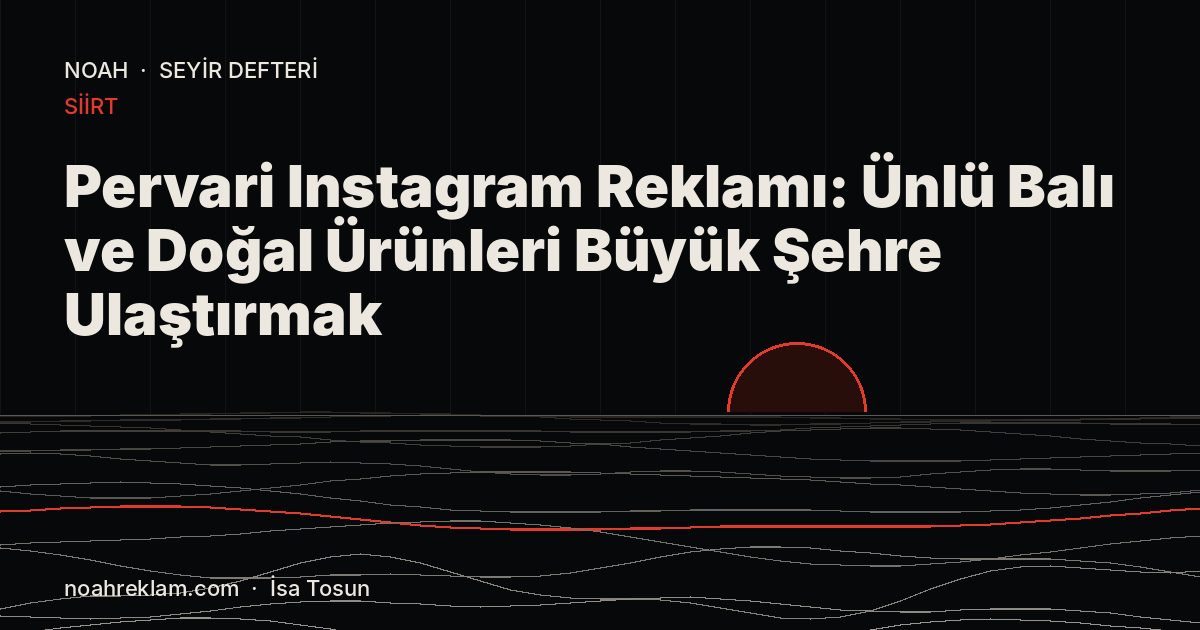 NOAH · SEYİR DEFTERİ
SİİRT
Pervari Instagram Reklamı: Ünlü Balı
ve Doğal Ürünleri Büyük Şehre
Ulaştırmak
noahreklam.com · İsa Tosun